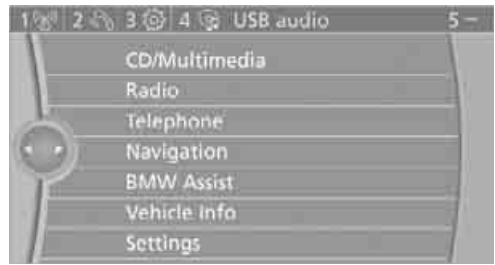 1 2 3 4 USB audio 5 –
CD/Multimedia
Radio
Telephone
Navigation
BMW Assist
Vehicle Info
Settings